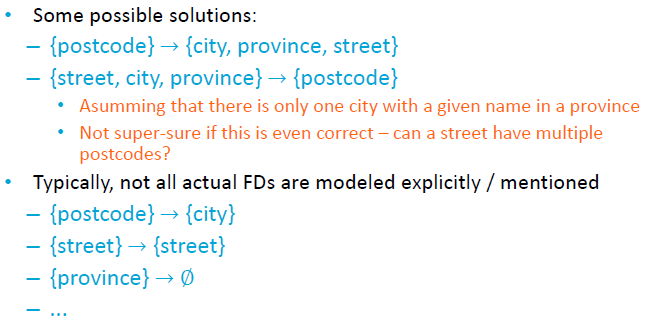 • Some possible solutions:
– {postcode} → {city, province, street}
– {street, city, province} → {postcode}
• Asumming that there is only one city with a given name in a province
• Not super-sure if this is even correct – can a street have multiple
postcodes?
• Typically, not all actual FDs are modeled explicitly / mentioned
– {postcode} → {city}
– {street} → {street}
– {province} → ∅
– ...